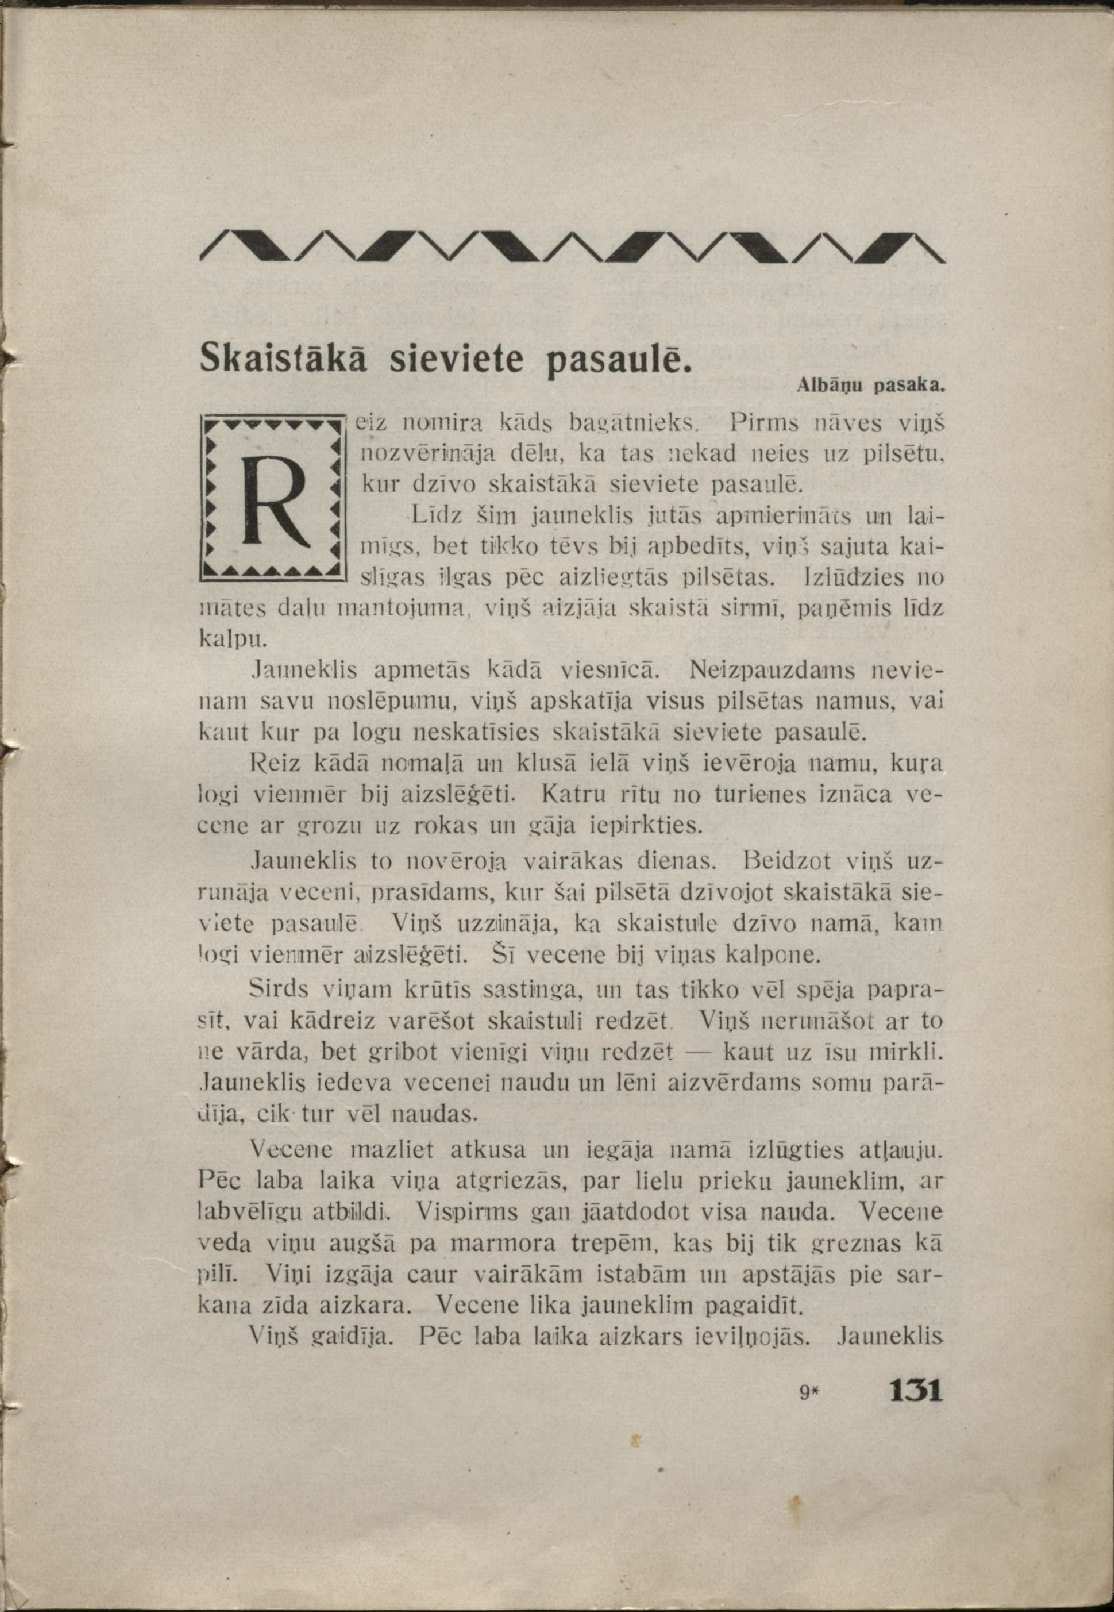 Skaistākā sieviete pasaulē.
Albāņu pasaka.
Reiz nomira kāds bagātnieks. Pirms nāves viņš
nozvērināja dēlu, ka tas nekad neies uz pilsētu,
kur dzīvo skaistākā sieviete pasaulē.
Līdz šim jauneklis jutās apmierināts un lai-
mīgs, bet tikko tēvs bij apbedīts, viņš sajuta kai-
slīgas ilgas pēc aizliegtās pilsētas. Izlūdzies no
mātes daļu mantojuma, viņš aizjāja skaistā sirmī, paņēmis līdz
kalpu.
Jauneklis apmetās kādā viesnīcā. Neizpauzdams nevie-
nam savu noslēpumu, viņš apskatīja visus pilsētas namus, vai
kaut kur pa logu neskatīsies skaistākā sieviete pasaulē.
Reiz kādā nomaļā un klusā ielā viņš ievēroja namu, kuŗa
logi vienmēr bij aizslēģēti. Katru rītu no turienes iznāca ve-
cene ar grozu uz rokas un gāja iepirkties.
Jauneklis to novēroja vairākas dienas. Beidzot viņš uz-
runāja veceni, prasīdams, kur šai pilsētā dzīvojot skaistākā sie-
viete pasaulē. Viņš uzzināja, ka skaistule dzīvo namā, kam
logi vienmēr aizslēģēti. Šī vecene bij viņas kalpone.
Sirds viņam krūtīs sastinga, un tas tikko vēl spēja papra-
sīt, vai kādreiz varēšot skaistuli redzēt. Viņš nerunāšot ar to
ne vārda, bet gribot vienīgi viņu redzēt — kaut uz īsu mirkli.
Jauneklis iedeva vecenei naudu un lēni aizvērdams somu parā-
dīja, cik tur vēl naudas.
Vecene mazliet atkusa un iegāja namā izlūgties atļauju.
Pēc laba laika viņa atgriezās, par lielu prieku jauneklim, ar
labvēlīgu atbildi. Vispirms gan jāatdodot visa nauda. Vecene
veda viņu augšā pa marmora trepēm, kas bij tik greznas kā
pilī. Viņi izgāja caur vairākām istabām un apstājās pie sar-
kana zīda aizkara. Vecene lika jauneklim pagaidīt.
Viņš gaidīja. Pēc laba laika aizkars ieviļņojās. Jauneklis
9* 131